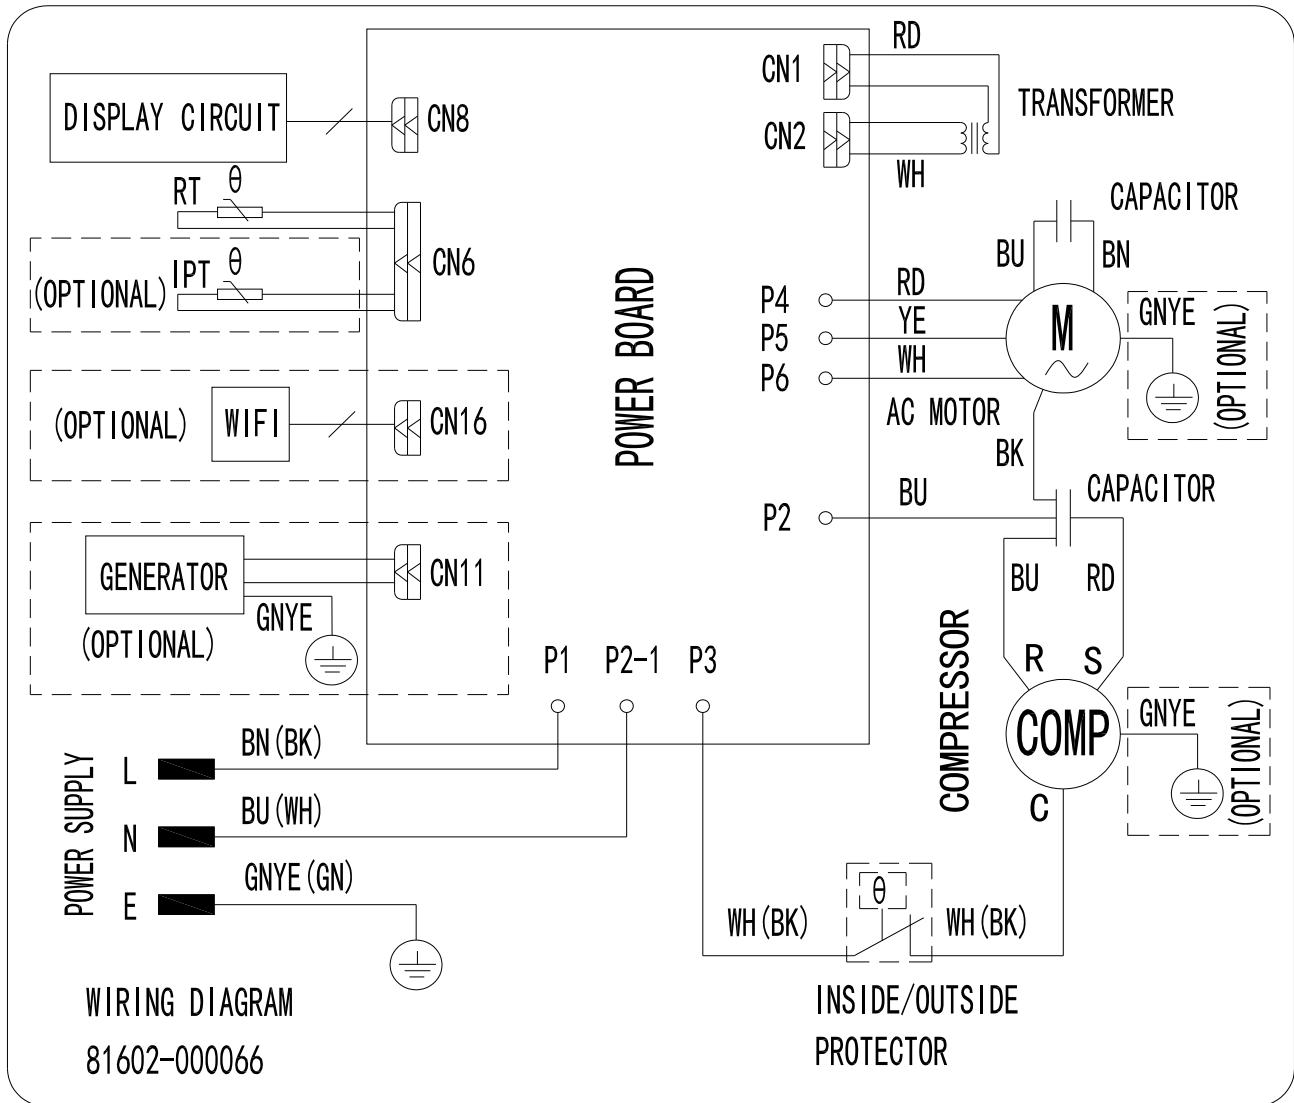 RD
CN1
TRANSFORMER
DISPLAY CIRCUIT
CN8
CN2
WH
RT θ
CAPACITOR
BU
BN
(OPTIONAL)
IPT θ
CN6
POWER BOARD
P4
RD
P5
YE
P6
WH
M
AC MOTOR
GNYE
(OPTIONAL)
(OPTIONAL)
WIFI
CN16
BK
CAPACITOR
P2
BU
GENERATOR
CN11
GNYE
(OPTIONAL)
BU
RD
COMPRESSOR
R
S
COMP
C
GNYE
(OPTIONAL)
P1
P2-1
P3
POWER SUPPLY
L
BN(BK)
N
BU(WH)
E
GNYE(GN)
WH(BK)
θ
WH(BK)
INSIDE/OUTSIDE
PROTECTOR
WIRING DIAGRAM
81602-000066